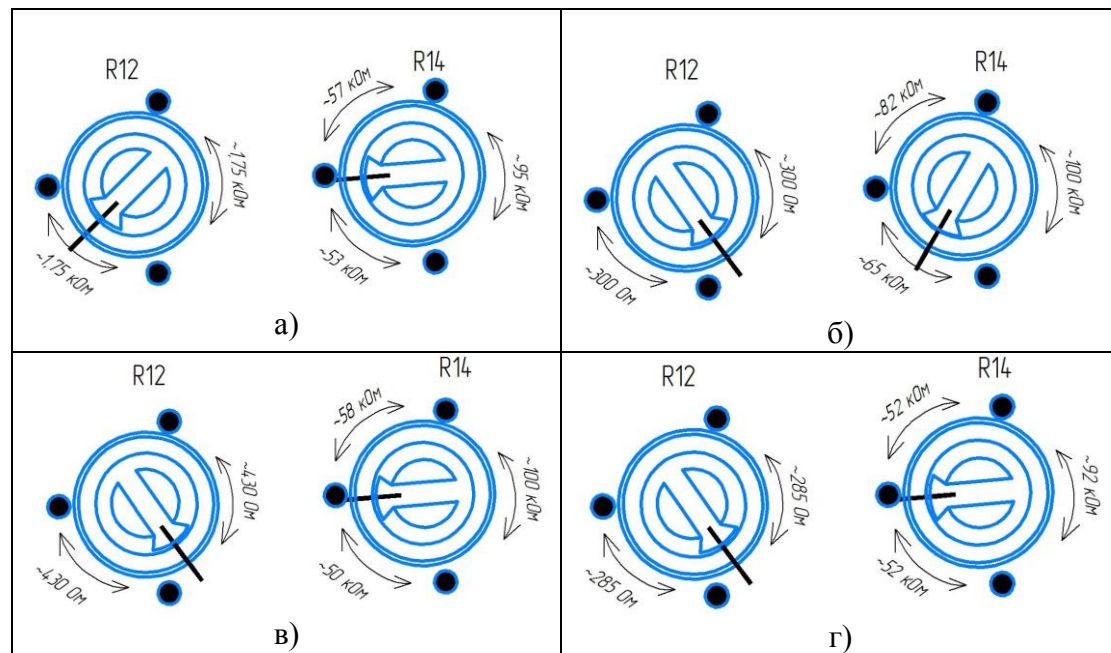 R12
R14
~57 кОм
~1,75 кОм
~95 кОм
~1,75 кОм
~53 кОм
а)
R12
R14
~82 кОм
~300 Ом
~100 кОм
~300 Ом
~65 кОм
б)
R12
R14
~58 кОм
~430 Ом
~100 кОм
~430 Ом
~50 кОм
в)
R12
R14
~52 кОм
~285 Ом
~92 кОм
~285 Ом
~52 кОм
г)